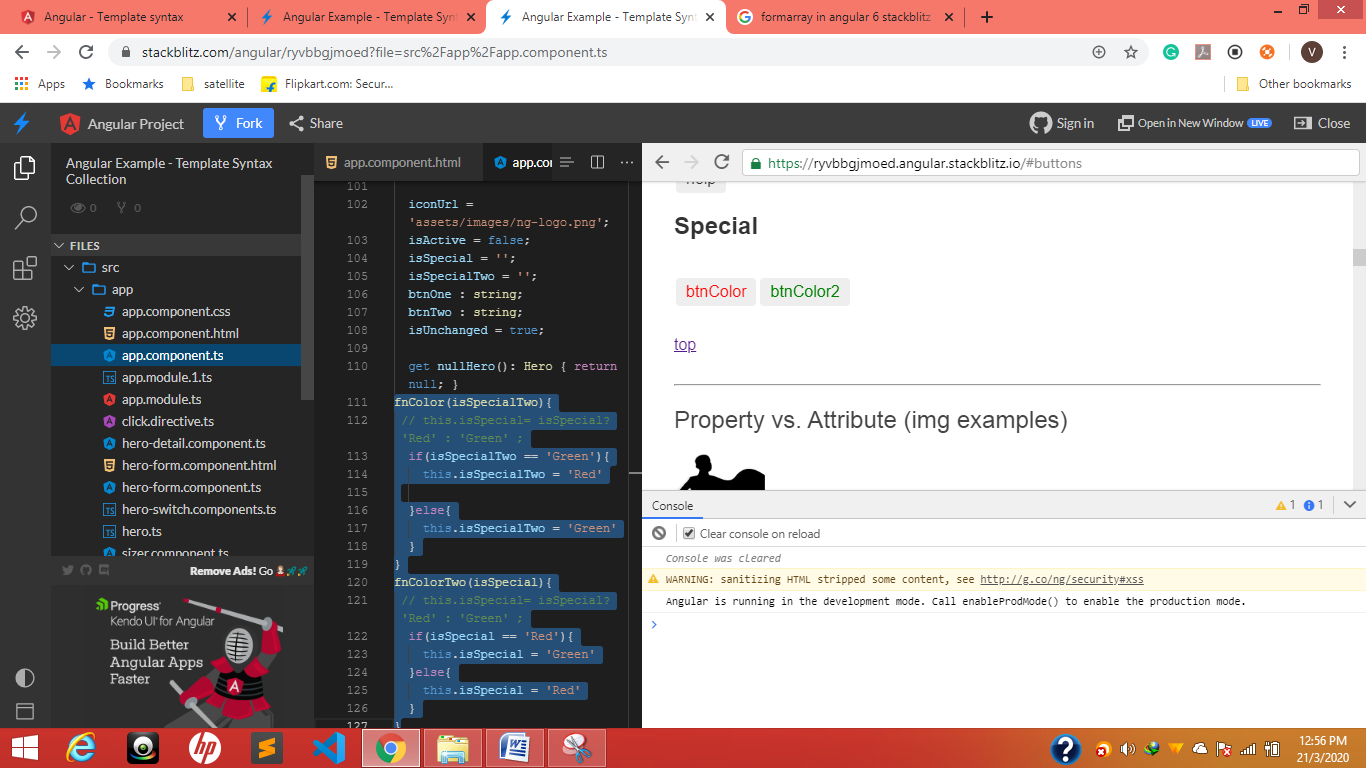 Angular - Template syntax
Angular Example - Template Synt
Angular Example - Template Synt
formarray in angular 6 stackblitz
stackblitz.com/angular/ryvbbgjmoed?file=src%2Fapp%2Fapp.component.ts
V
Apps
Bookmarks
satellite
Flipkart.com: Secur...
Other bookmarks
Angular Project
Fork
Share
Sign in
Open in New Window LIVE
Close
Angular Example - Template Syntax
Collection
0
0
FILES
src
app
app.component.css
app.component.html
app.component.ts
app.module.1.ts
app.module.ts
click.directive.ts
hero-detail.component.ts
hero-form.component.html
hero-form.component.ts
hero-switch.components.ts
hero.ts
sizer.component.ts
Remove Ads! Go
Progress
Kendo UI for Angular
Build Better
Angular Apps
Faster
app.component.html
app.coı
101
102 iconUrl =
'assets/images/ng-logo.png';
103 isActive = false;
104 isSpecial = '';
105 isSpecialTwo = '';
106 btnOne : string;
107 btnTwo : string;
108 isUnchanged = true;
109
110 get nullHero(): Hero { return
null; }
111 fnColor(isSpecialTwo){
112 // this.isSpecial= isSpecial?
'Red' : 'Green' ;
113 if(isSpecialTwo == 'Green'){
114 this.isSpecialTwo = 'Red'
115
116 }else{
117 this.isSpecialTwo = 'Green'
118 }
119 }
120 fnColorTwo(isSpecial){
121 // this.isSpecial= isSpecial?
'Red' : 'Green' ;
122 if(isSpecial == 'Red'){
123 this.isSpecial = 'Green'
124 }else{
125 this.isSpecial = 'Red'
126 }
127 }
https://ryvbbgjmoed.angular.stackblitz.io/#buttons
help
Special
btnColor
btnColor2
top
Property vs. Attribute (img examples)
Console
1
1
Clear console on reload
Console was cleared
WARNING: sanitizing HTML stripped some content, see http://g.co/ng/security#xss
Angular is running in the development mode. Call enableProdMode() to enable the production mode.
12:56 PM
21/3/2020